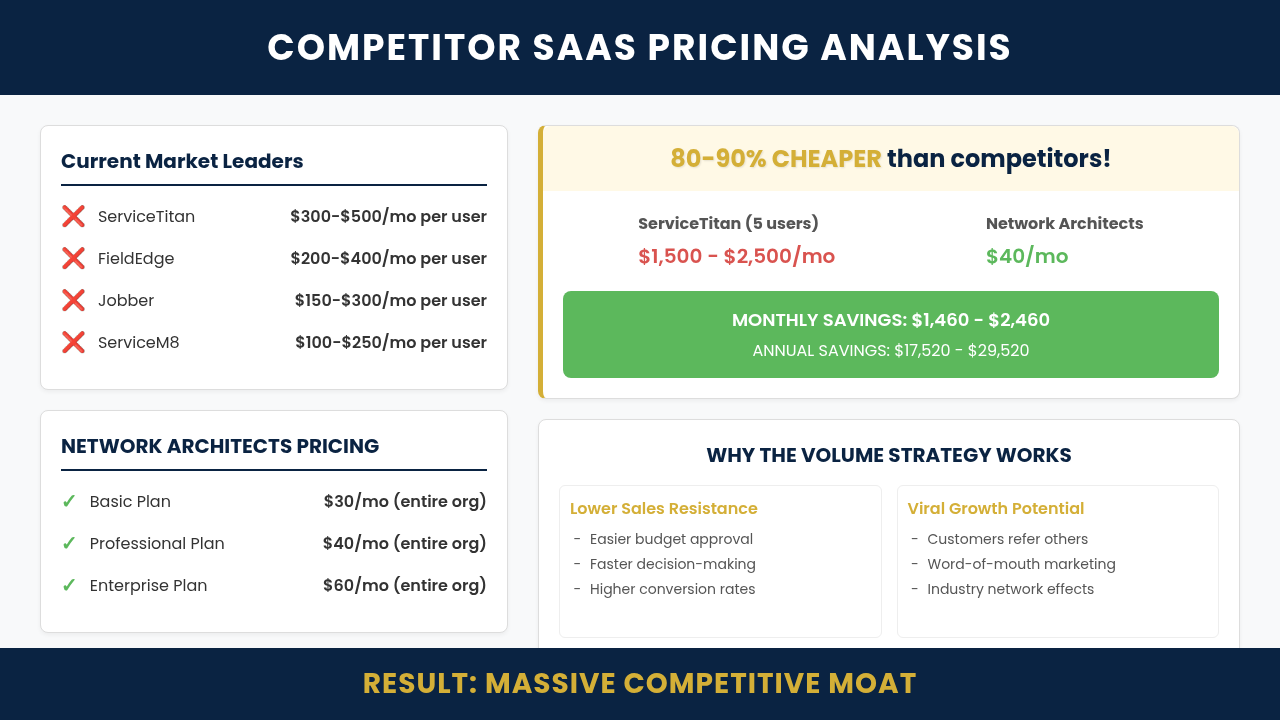 COMPETITOR SAAS PRICING ANALYSIS
Current Market Leaders
❌ ServiceTitan $300-$500/mo per user
❌ FieldEdge $200-$400/mo per user
❌ Jobber $150-$300/mo per user
❌ ServiceM8 $100-$250/mo per user
NETWORK ARCHITECTS PRICING
✓ Basic Plan $30/mo (entire org)
✓ Professional Plan $40/mo (entire org)
✓ Enterprise Plan $60/mo (entire org)
80-90% CHEAPER than competitors!
ServiceTitan (5 users)
$1,500 - $2,500/mo
Network Architects
$40/mo
MONTHLY SAVINGS: $1,460 - $2,460
ANNUAL SAVINGS: $17,520 - $29,520
WHY THE VOLUME STRATEGY WORKS
Lower Sales Resistance
- Easier budget approval
- Faster decision-making
- Higher conversion rates
Viral Growth Potential
- Customers refer others
- Word-of-mouth marketing
- Industry network effects
RESULT: MASSIVE COMPETITIVE MOAT